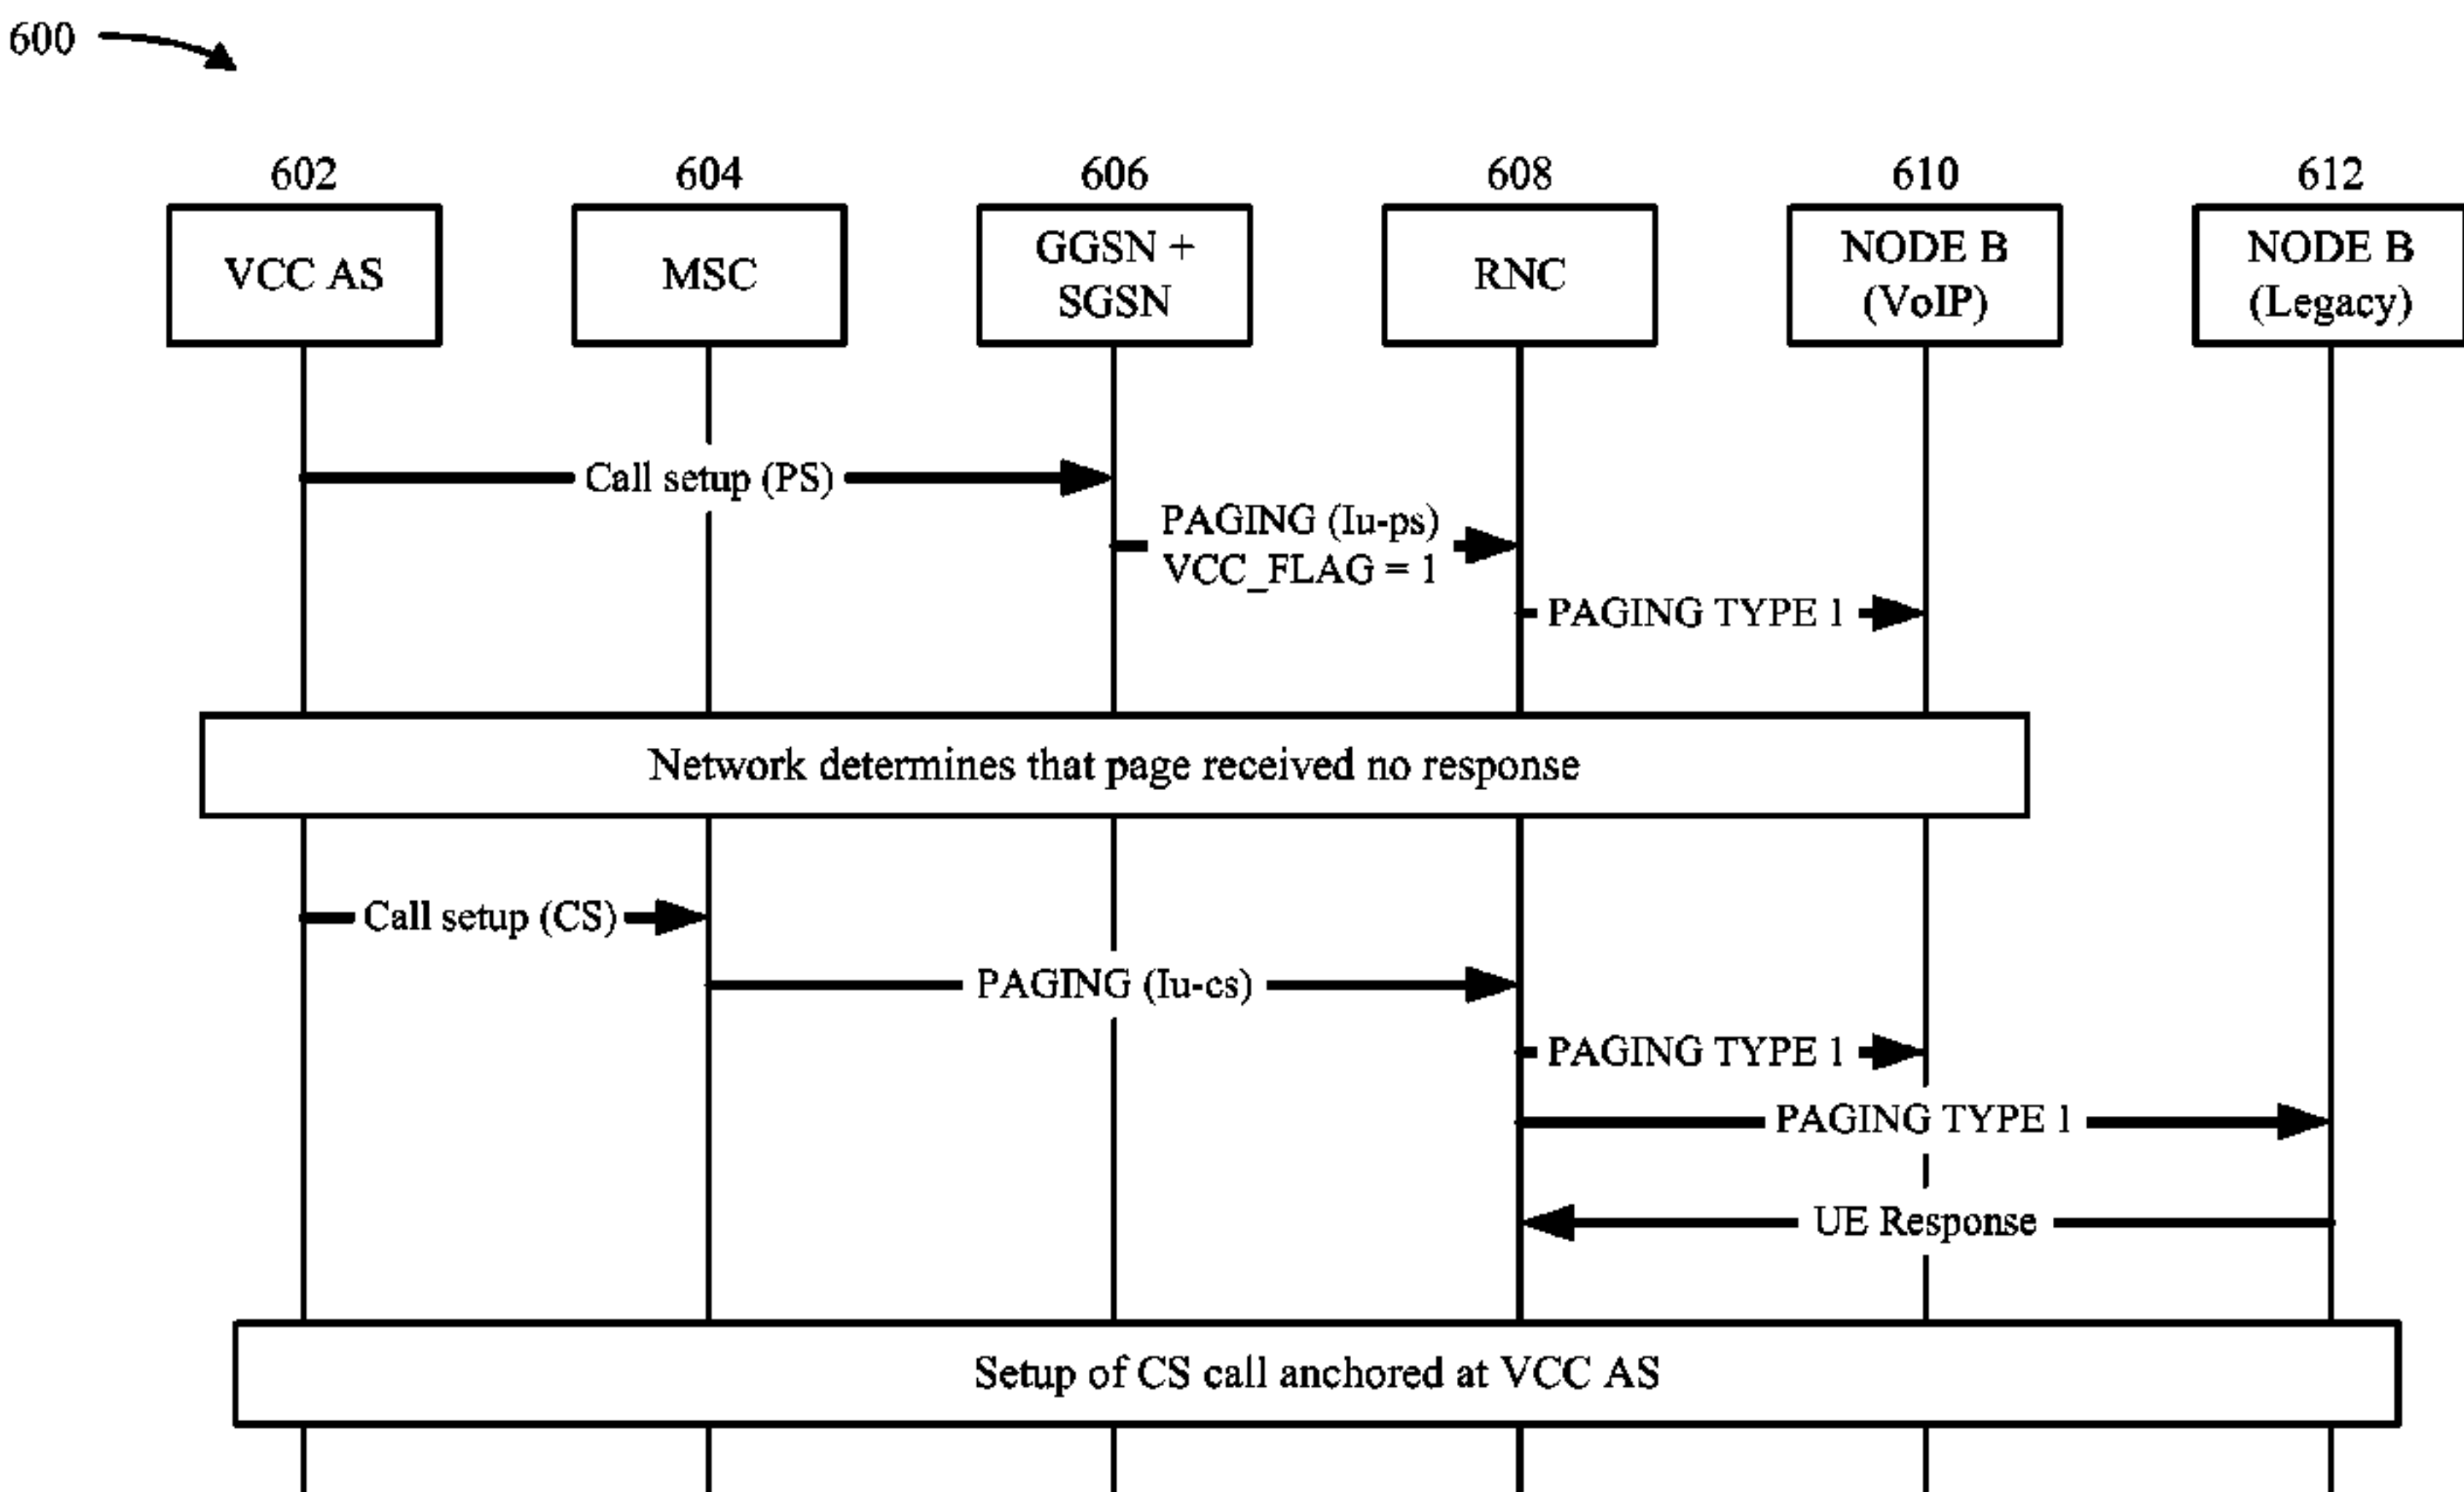 600
602
604
606
608
610
612
VCC AS
MSC
GGSN +
SGSN
RNC
NODE B
(VoIP)
NODE B
(Legacy)
Call setup (PS)
PAGING (Iu-ps)
VCC_FLAG = 1
PAGING TYPE 1
Network determines that page received no response
Call setup (CS)
PAGING (Iu-cs)
PAGING TYPE 1
PAGING TYPE 1
UE Response
Setup of CS call anchored at VCC AS